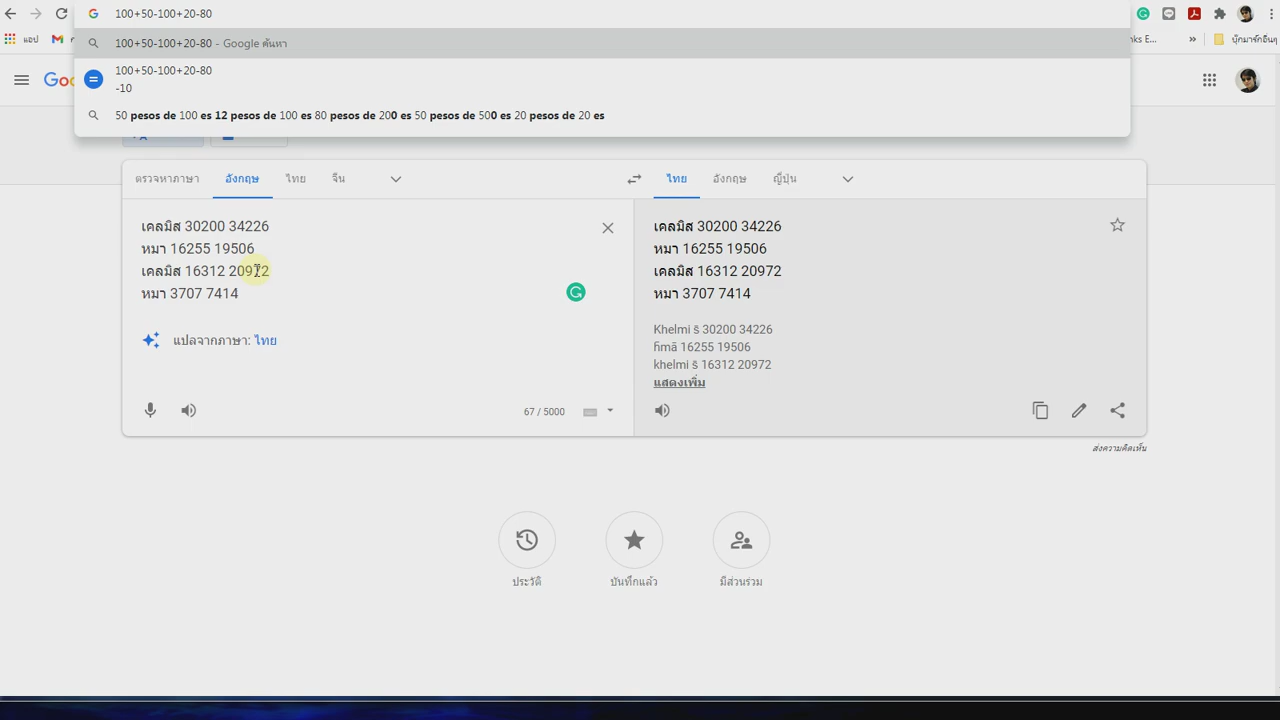 100+50-100+20-80
100+50-100+20-80 - Google ค้นหา
100+50-100+20-80
-10
50 pesos de 100 es 12 pesos de 100 es 80 pesos de 200 es 50 pesos de 500 es 20 pesos de 20 es
แอป
nks E...
»
บุ๊กมาร์กอื่นๆ
ตรวจหาภาษา อังกฤษ ไทย จีน
ไทย อังกฤษ ญี่ปุ่น
เคลมิส 30200 34226
หมา 16255 19506
เคลมิส 16312 20972
หมา 3707 7414
แปลจากภาษา: ไทย
67 / 5000
เคลมิส 30200 34226
หมา 16255 19506
เคลมิส 16312 20972
หมา 3707 7414
Khelmi s̄ 30200 34226
h̄mā 16255 19506
khelmi s̄ 16312 20972
แสดงเพิ่ม
ส่งความคิดเห็น
ประวัติ
บันทึกแล้ว
มีส่วนร่วม